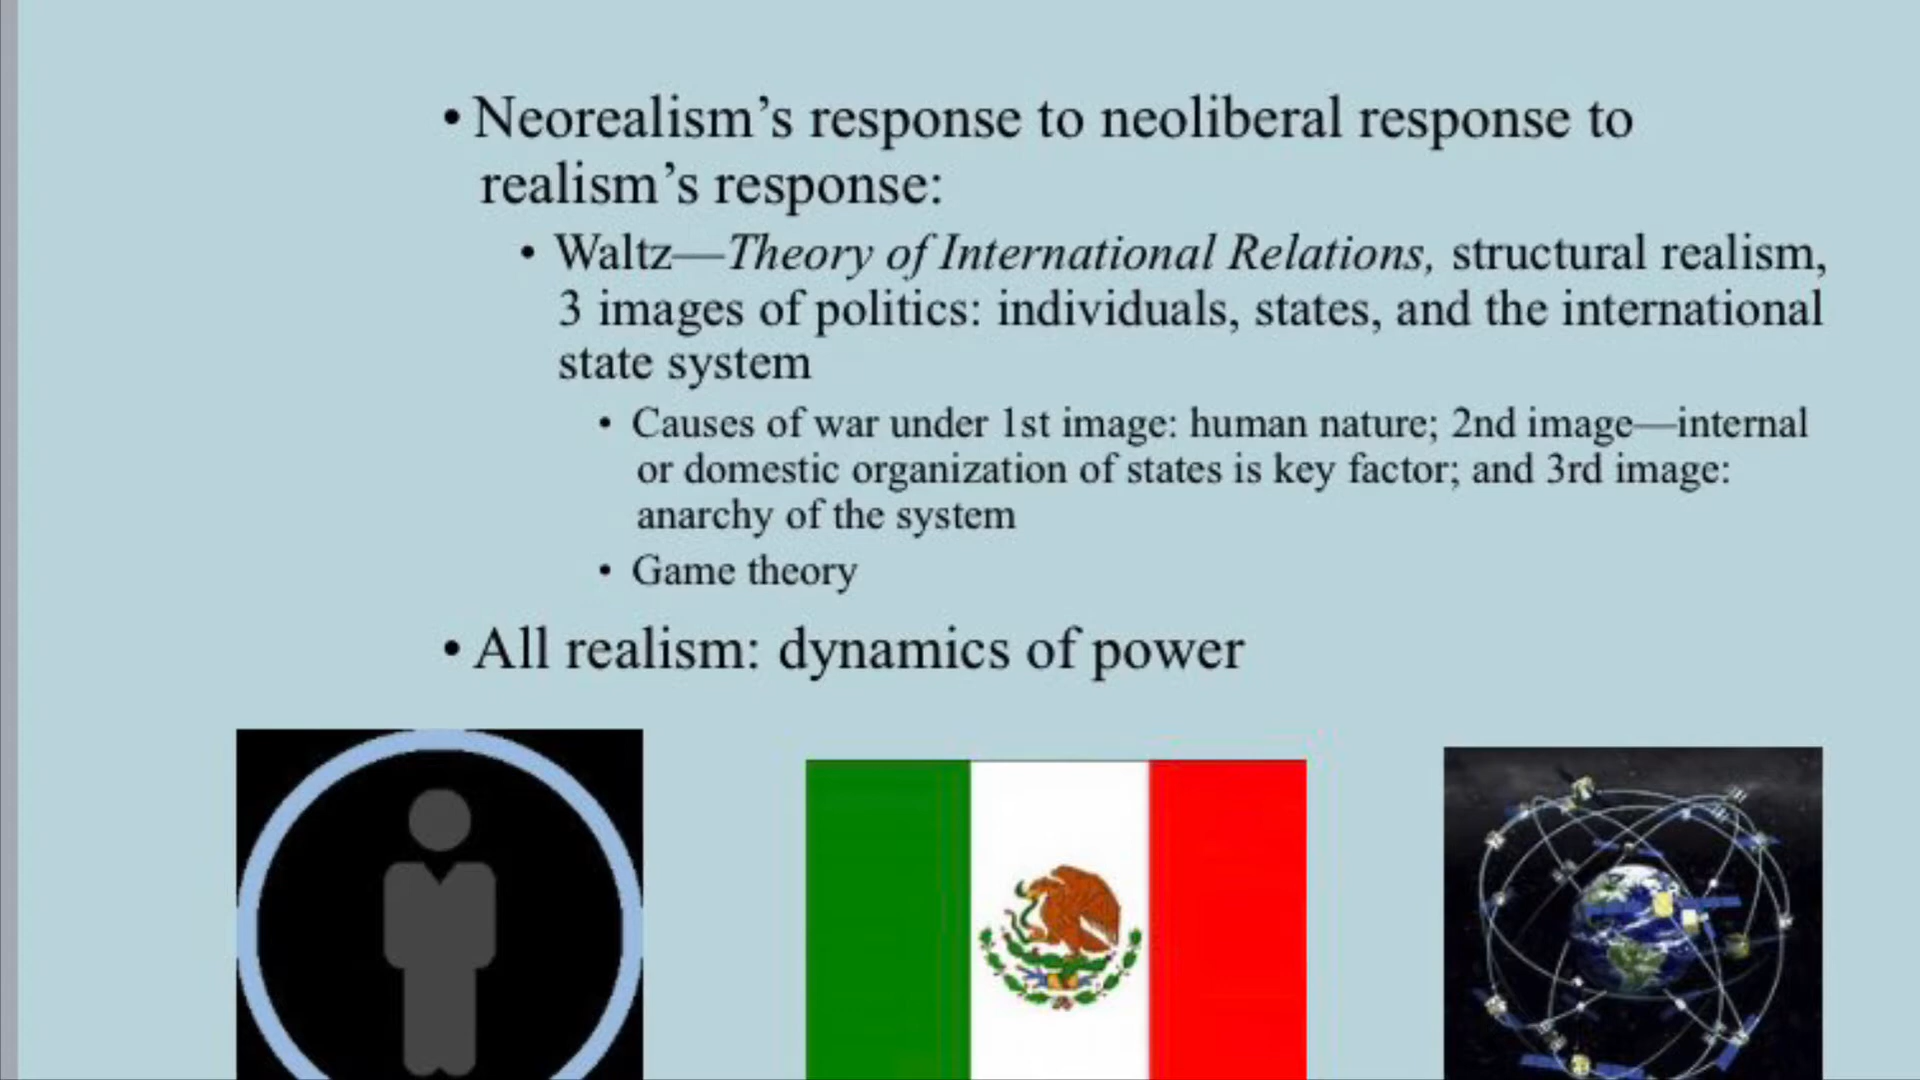 • Neorealism’s response to neoliberal response to
realism’s response:
• Waltz—Theory of International Relations, structural realism,
3 images of politics: individuals, states, and the international
state system
• Causes of war under 1st image: human nature; 2nd image—internal
or domestic organization of states is key factor; and 3rd image:
anarchy of the system
• Game theory
• All realism: dynamics of power